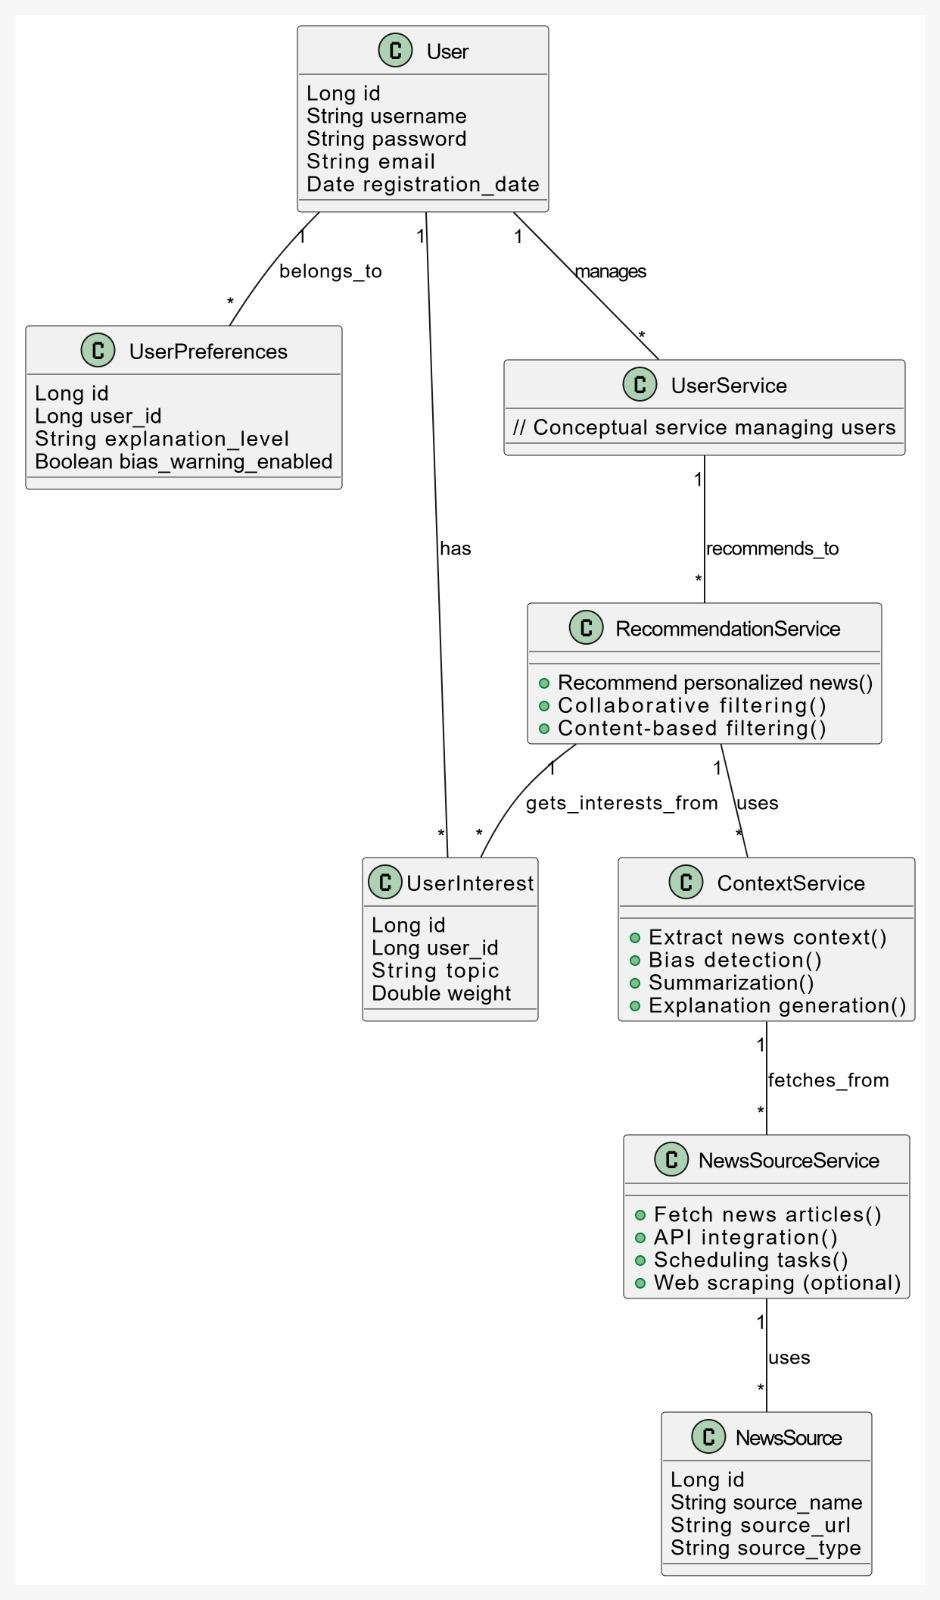 C User
Long id
String username
String password
String email
Date registration_date
1
1
1
belongs_to
manages
*
*
C UserPreferences
Long id
Long user_id
String explanation_level
Boolean bias_warning_enabled
C UserService
// Conceptual service managing users
1
has
recommends_to
*
C RecommendationService
Recommend personalized news()
Collaborative filtering()
Content-based filtering()
1
1
gets_interests_from
uses
*
*
*
C UserInterest
Long id
Long user_id
String topic
Double weight
C ContextService
Extract news context()
Bias detection()
Summarization()
Explanation generation()
1
fetches_from
*
C NewsSourceService
Fetch news articles()
API integration()
Scheduling tasks()
Web scraping (optional)
1
uses
*
C NewsSource
Long id
String source_name
String source_url
String source_type